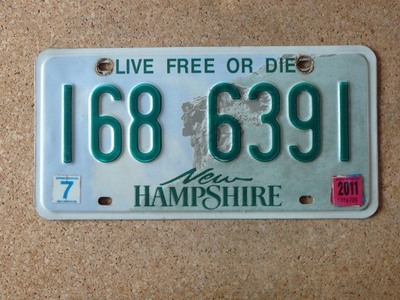 LIVE FREE OR DIE
168 6391
7
2011
New
HAMPSHIRE